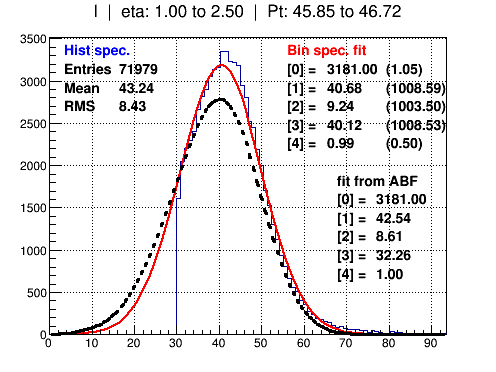 I | eta: 1.00 to 2.50 | Pt: 45.85 to 46.72
Hist spec.
Entries 71979
Mean 43.24
RMS 8.43
Bin spec. fit
[0] = 3181.00 (1.05)
[1] = 40.68 (1008.59)
[2] = 9.24 (1003.50)
[3] = 40.12 (1008.53)
[4] = 0.99 (0.50)
fit from ABF
[0] = 3181.00
[1] = 42.54
[2] = 8.61
[3] = 32.26
[4] = 1.00
3500
3000
2500
2000
1500
1000
500
0
0 10 20 30 40 50 60 70 80 90